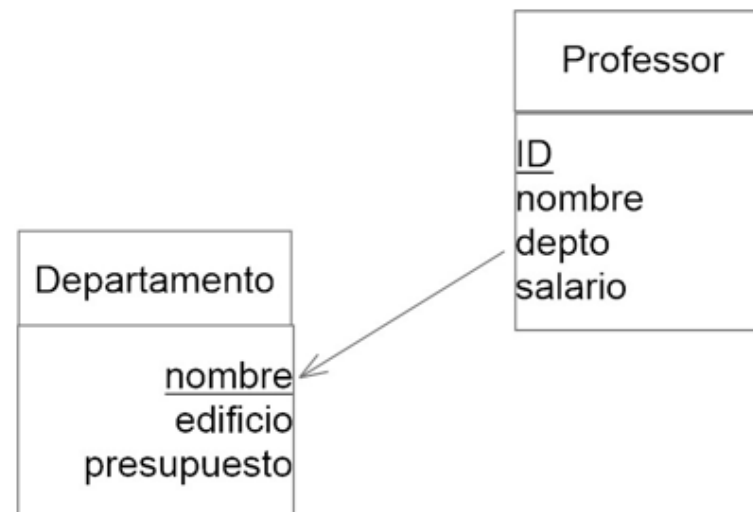 Professor
ID
nombre
depto
salario
Departamento
nombre
edificio
presupuesto